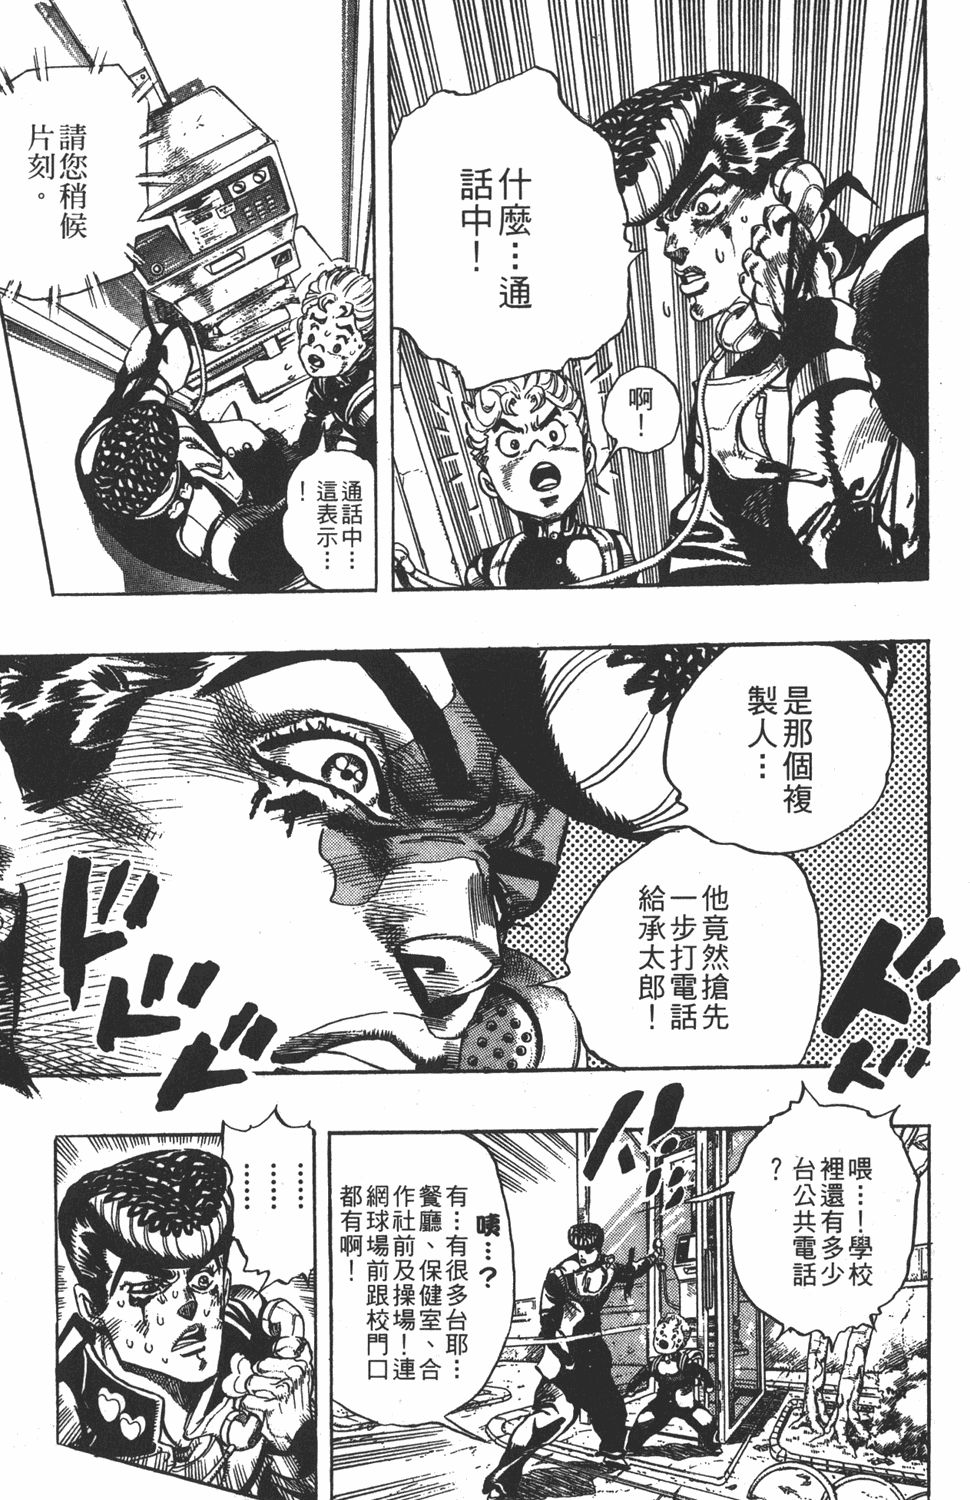 什麼…通
話中！
啊！
請您稍候
片刻。
通話中…
這表示…
！
是那個複
製人…
他竟然搶先
一步打電話
給承太郎！
ドドド
ドド
喂…！學校
裡還有多少
台公共電話
？
バッ
咦…？
有…有很多台耶…
餐廳、保健室、合
作社前及操場！連
網球場前跟校門口
都有啊！
………
………